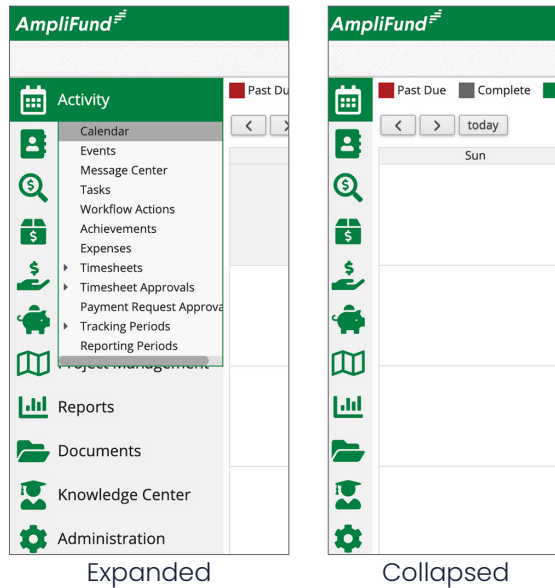 AmpliFund
Activity
Past Du
Calendar
Events
Message Center
Tasks
Workflow Actions
Achievements
Expenses
Timesheets
Timesheet Approvals
Payment Request Approva
Tracking Periods
Reporting Periods
Project Management
Reports
Documents
Knowledge Center
Administration
Expanded
AmpliFund
Past Due Complete
today
Sun
Collapsed